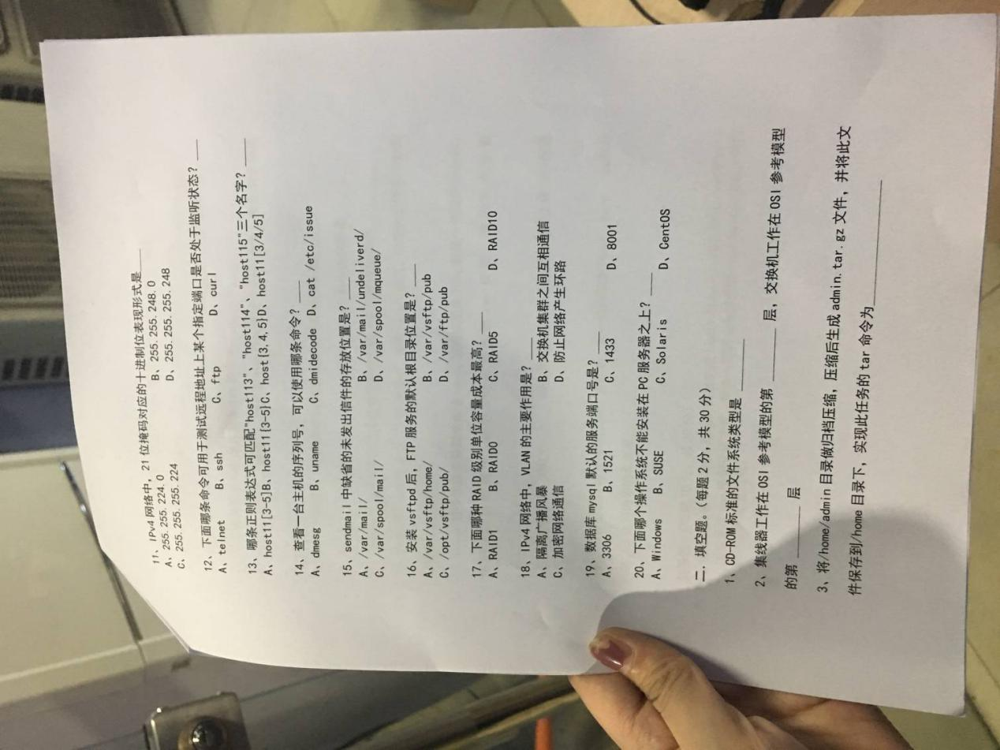 11、IPv4 网络中，21 位掩码对应的十进制位表现形式是___
A、255.255.224.0 B、255.255.248.0
C、255.255.255.224 D、255.255.255.248
12、下面哪条命令可用于测试远程地址上某个指定端口是否处于监听状态？___
A、telnet B、ssh C、ftp D、curl
13、哪条正则表达式可匹配"host113"、"host114"、"host115"三个名字？___
A、host11[3-5]B、host11{3-5}C、host{3,4,5}D、host11[3/4/5]
14、查看一台主机的序列号，可以使用哪条命令？___
A、dmesg B、uname C、dmidecode D、cat /etc/issue
15、sendmail 中缺省的未发出信件的存放位置是？___
A、/var/mail/ B、/var/mail/undeliverd/
C、/var/spool/mail/ D、/var/spool/mqueue/
16、安装 vsftpd 后，FTP 服务的默认根目录位置是？___
A、/var/vsftp/home/ B、/var/vsftp/pub
C、/opt/vsftp/pub/ D、/var/ftp/pub
17、下面哪种 RAID 级别单位容量成本最高？___
A、RAID1 B、RAID0 C、RAID5 D、RAID10
18、IPv4 网络中，VLAN 的主要作用是？___
A、隔离广播风暴 B、交换机集群之间互相通信
C、加密网络通信 D、防止网络产生环路
19、数据库 mysql 默认的服务端口号是？___
A、3306 B、1521 C、1433 D、8001
20、下面哪个操作系统不能安装在 PC 服务器之上？___
A、Windows B、SUSE C、Solaris D、CentOS
二．填空题。（每题 2 分，共 30 分）
1、CD-ROM 标准的文件系统类型是______
2、集线器工作在 OSI 参考模型的第______层，交换机工作在 OSI 参考模型
的第______层
3、将/home/admin 目录做归档压缩，压缩后生成 admin.tar.gz 文件，并将此文
件保存到/home 目录下，实现此任务的 tar 命令为______________